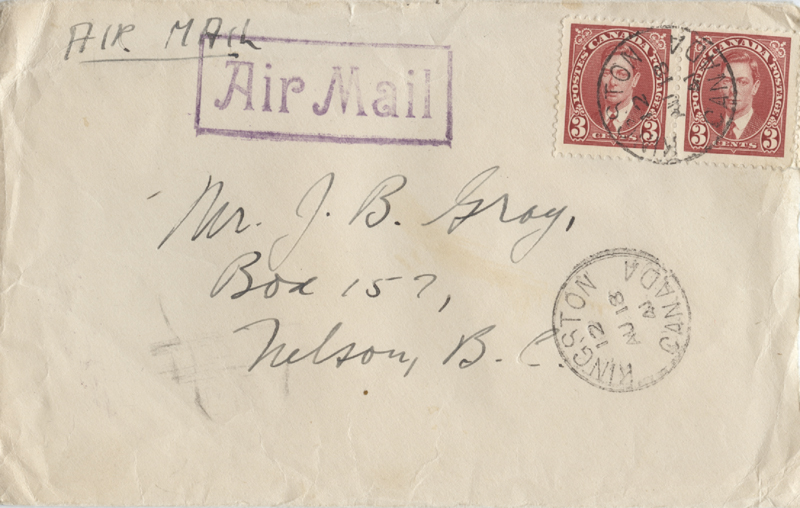 AIR MAIL
Air Mail
POSTES CANADA POSTAGE
3 CENTS 3
POSTES CANADA POSTAGE
3 CENTS 3
Mr. J. B. Gray,
Box 157,
Nelson, B. C.
KINGSTON
12
CANADA